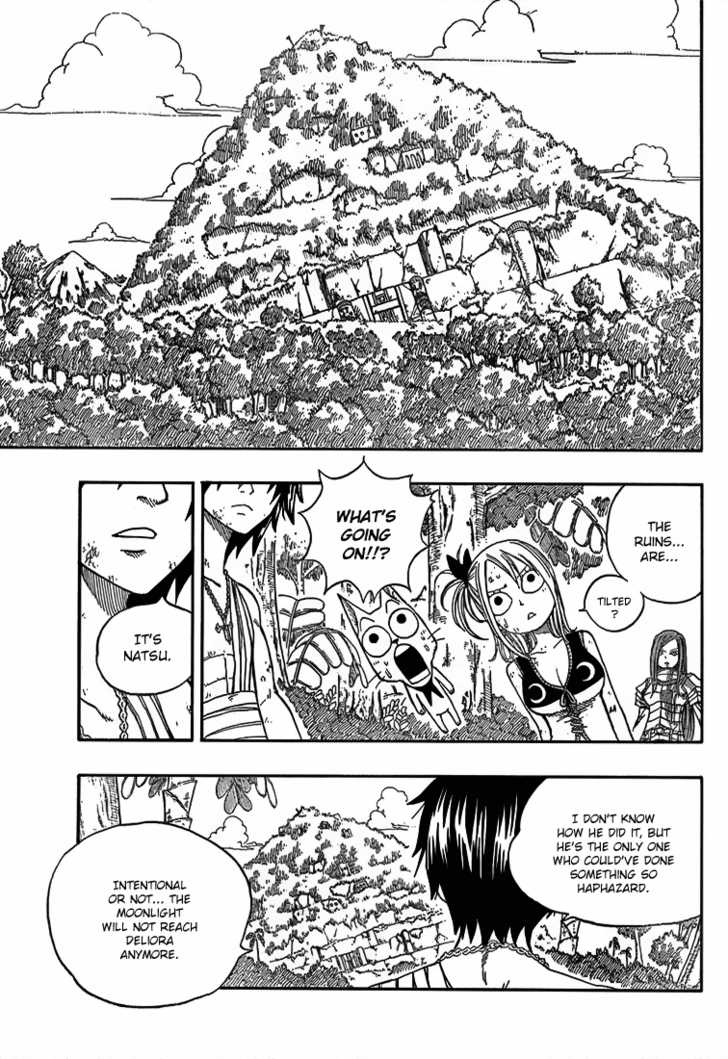 THE
RUINS...
ARE...
TILTED
?
WHAT'S
GOING
ON!!?
IT'S
NATSU.
I DON'T KNOW
HOW HE DID IT, BUT
HE'S THE ONLY ONE
WHO COULD'VE DONE
SOMETHING SO
HAPHAZARD.
INTENTIONAL
OR NOT... THE
MOONLIGHT
WILL NOT REACH
DELIORA
ANYMORE.